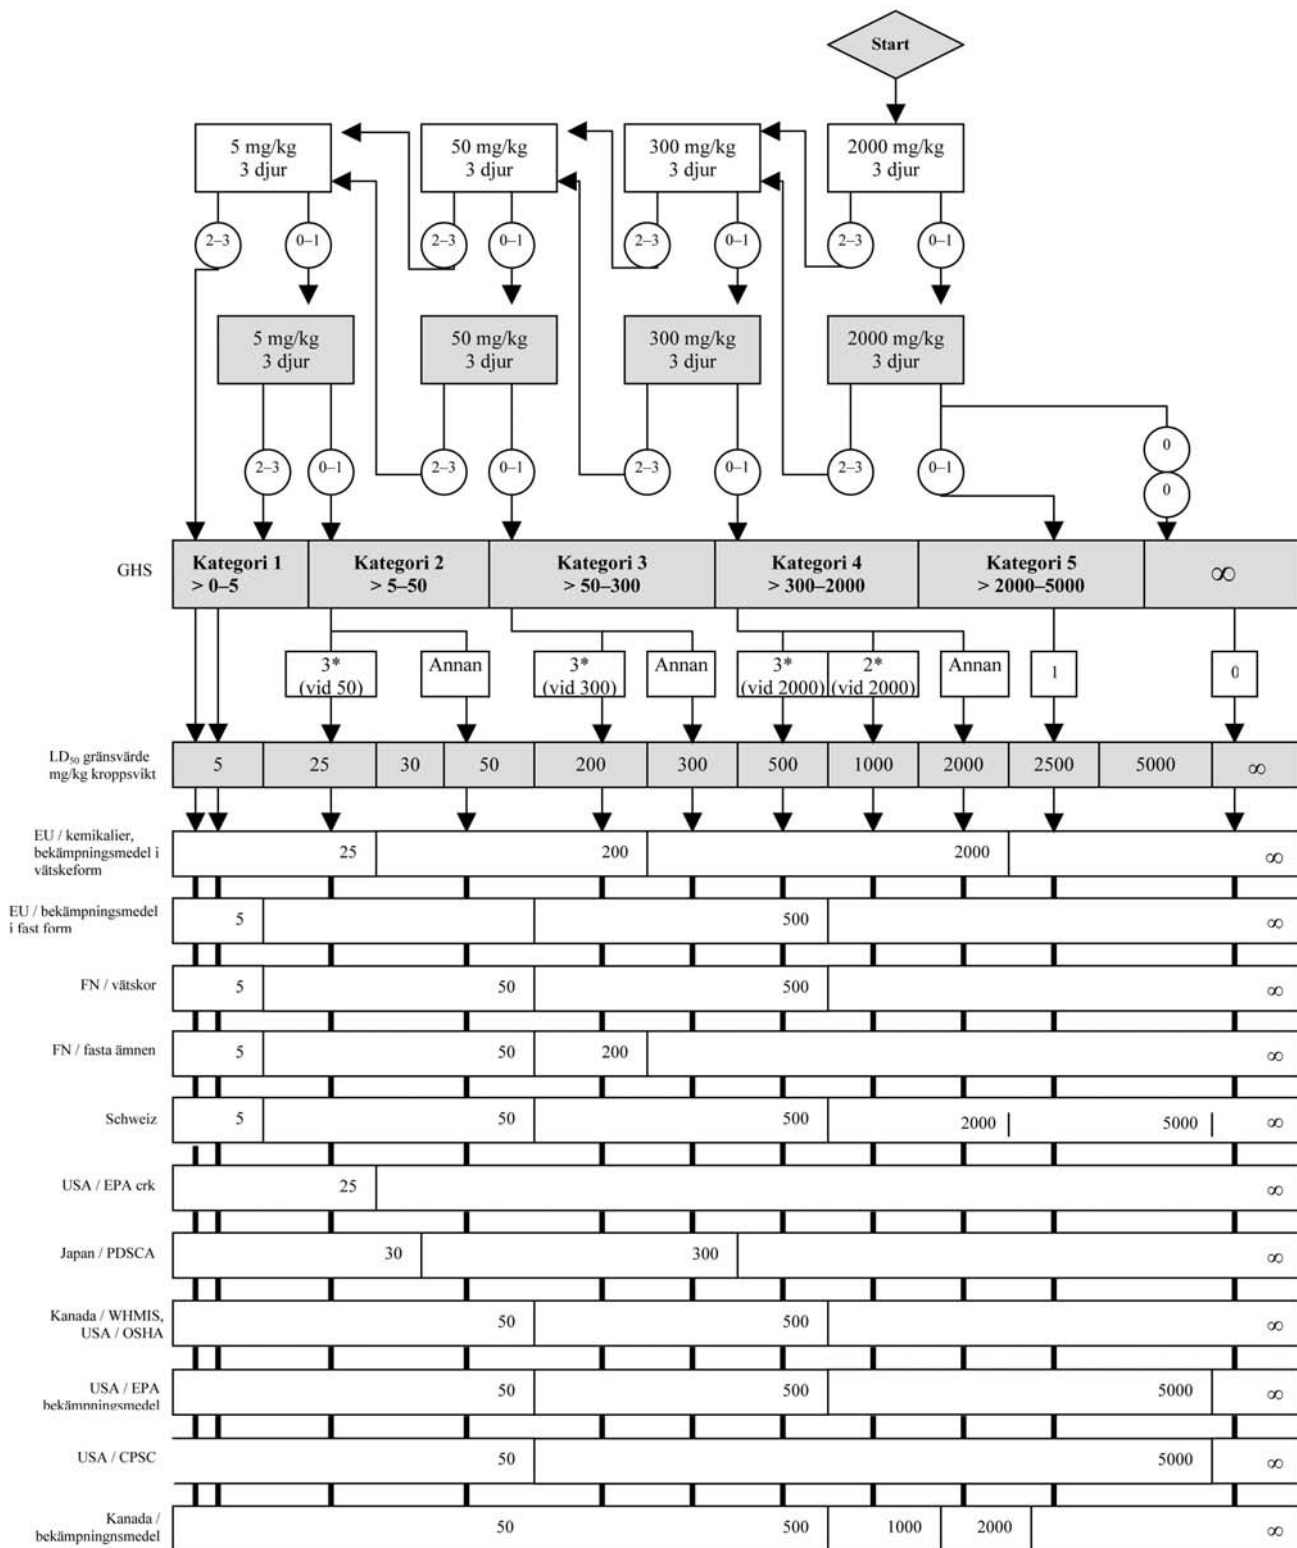 Start
5 mg/kg
3 djur
50 mg/kg
3 djur
300 mg/kg
3 djur
2000 mg/kg
3 djur
2–3
0–1
2–3
0–1
2–3
0–1
2–3
0–1
5 mg/kg
3 djur
50 mg/kg
3 djur
300 mg/kg
3 djur
2000 mg/kg
3 djur
2–3
0–1
2–3
0–1
2–3
0–1
2–3
0–1
0
0
GHS
Kategori 1
> 0–5
Kategori 2
> 5–50
Kategori 3
> 50–300
Kategori 4
> 300–2000
Kategori 5
> 2000–5000
∞
3*
(vid 50)
Annan
3*
(vid 300)
Annan
3*
(vid 2000)
2*
(vid 2000)
Annan
1
0
LD₅₀ gränsvärde
mg/kg kroppsvikt
5 25 30 50 200 300 500 1000 2000 2500 5000 ∞
EU / kemikalier,
bekämpningsmedel i
vätskeform
25 200 2000 ∞
EU / bekämpningsmedel
i fast form
5 500 ∞
FN / vätskor
5 50 500 ∞
FN / fasta ämnen
5 50 200 ∞
Schweiz
5 50 500 2000 5000 ∞
USA / EPA crk
25 ∞
Japan / PDSCA
30 300 ∞
Kanada / WHMIS,
USA / OSHA
50 500 ∞
USA / EPA
bekämpningsmedel
50 500 5000 ∞
USA / CPSC
50 5000 ∞
Kanada /
bekämpningnsmedel
50 500 1000 2000 ∞